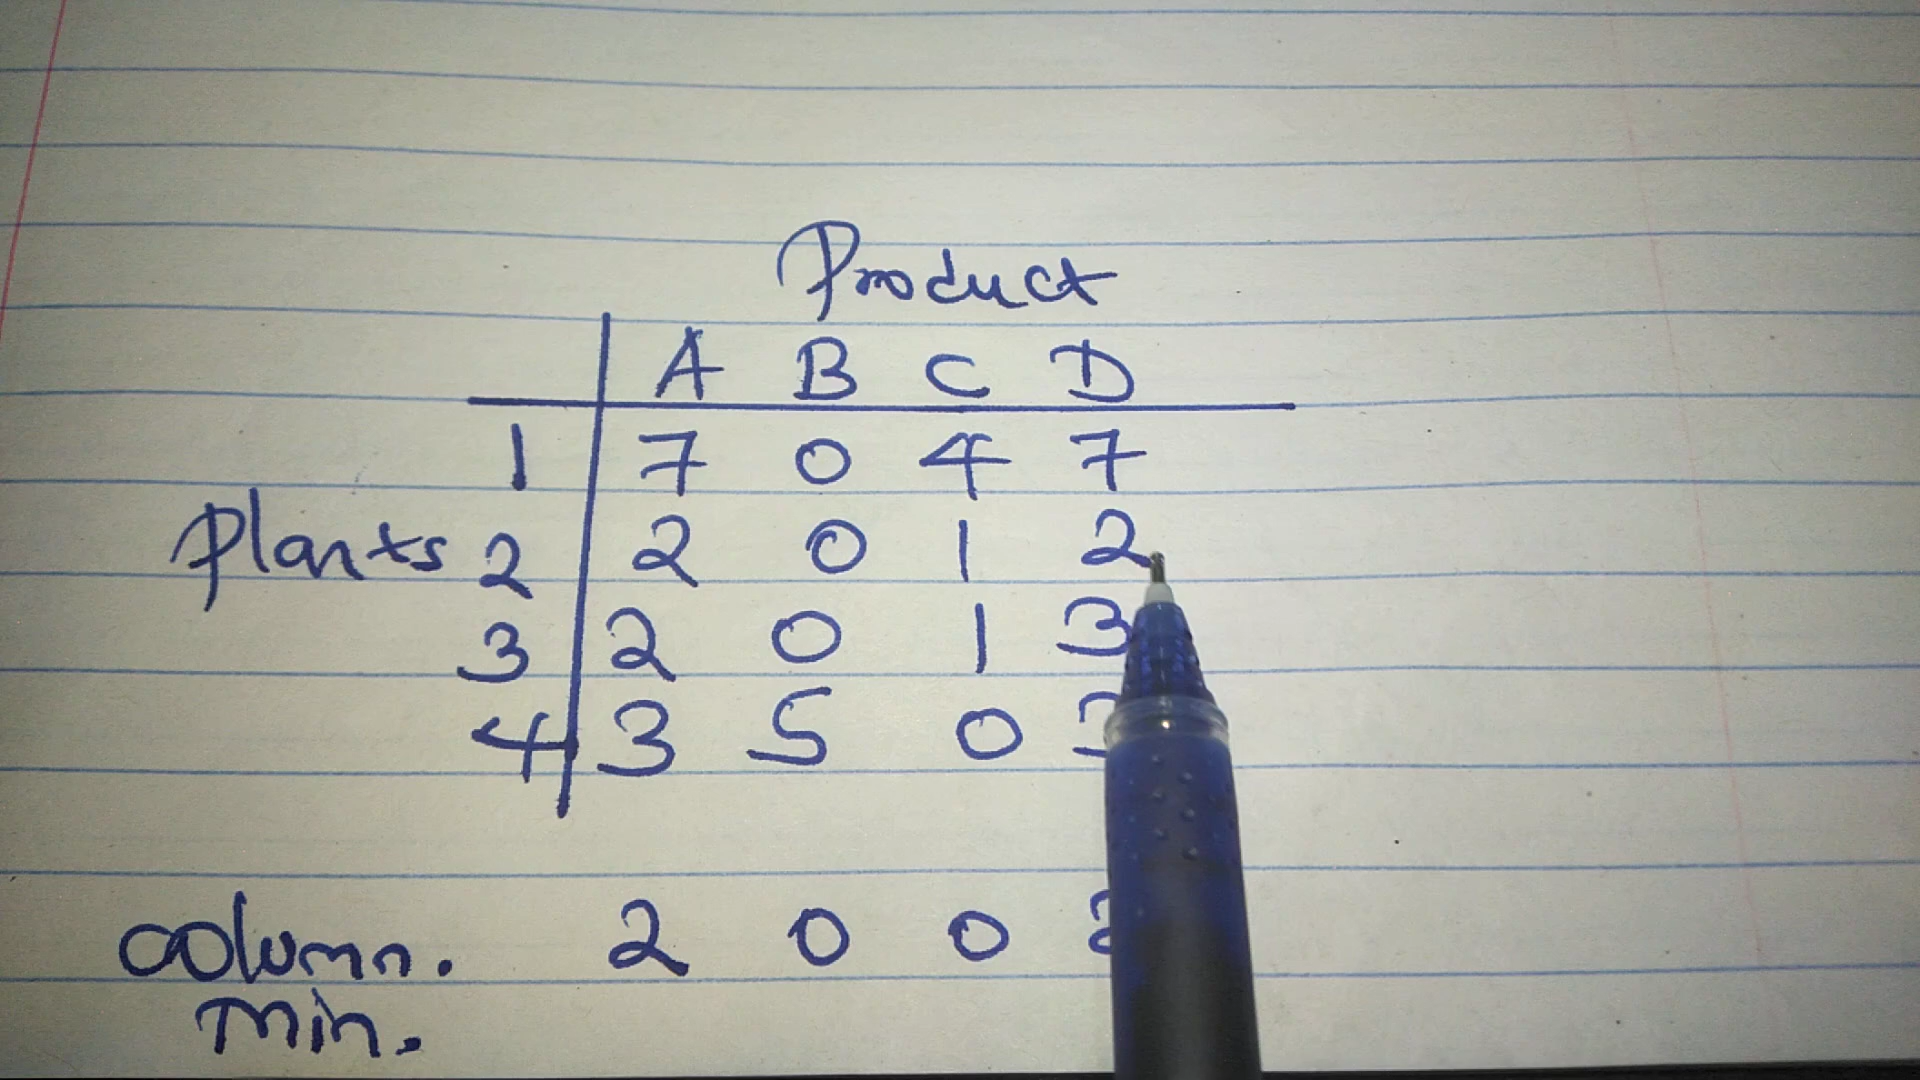 Product
A B C D
1 7 0 4 7
Plants 2 2 0 1 2
3 2 0 1 3
4 3 5 0
column. 2 0 0
min.